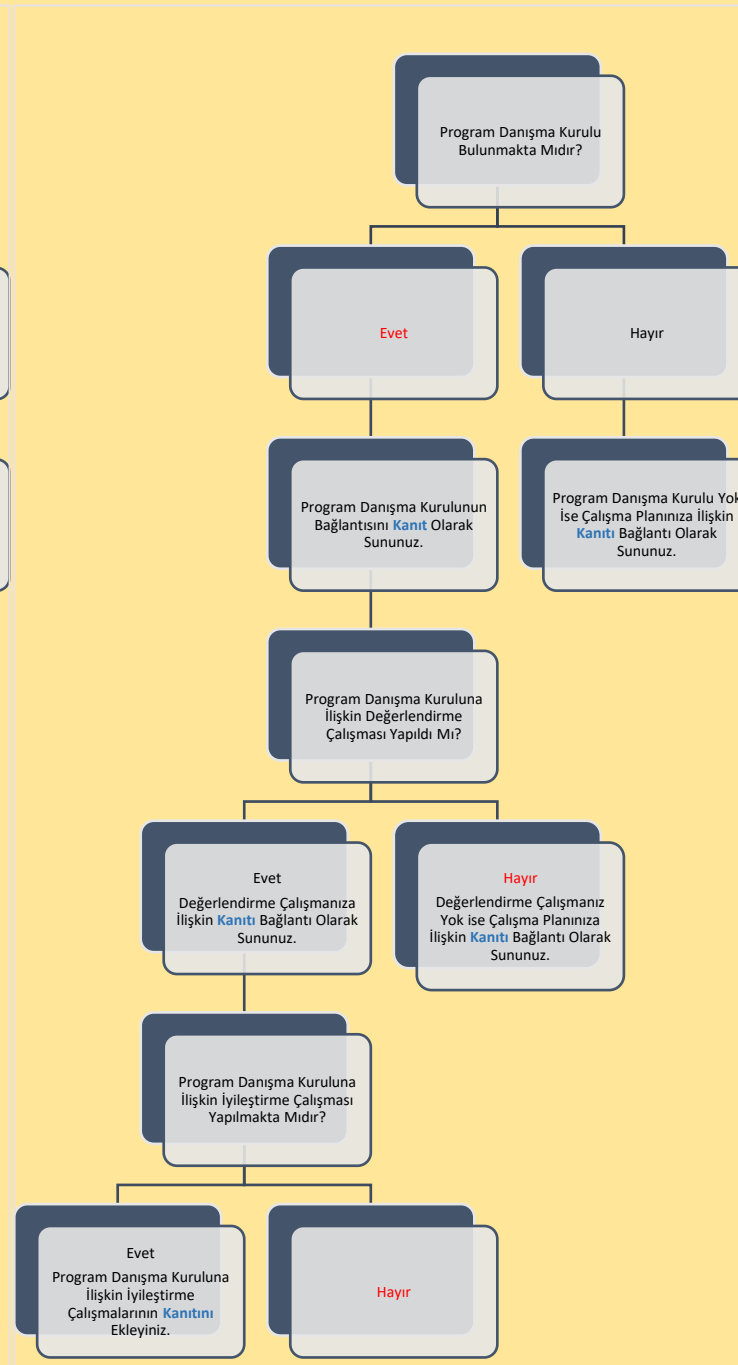 Program Danışma Kurulu
Bulunmakta Mıdır?
Evet
Hayır
Program Danışma Kurulunun
Bağlantısını Kanıt Olarak
Sununuz.
Program Danışma Kurulu Yok
İse Çalışma Planınıza İlişkin
Kanıtı Bağlantı Olarak
Sununuz.
Program Danışma Kuruluna
İlişkin Değerlendirme
Çalışması Yapıldı Mı?
Evet
Değerlendirme Çalışmanıza
İlişkin Kanıtı Bağlantı Olarak
Sununuz.
Hayır
Değerlendirme Çalışmanız
Yok ise Çalışma Planınıza
İlişkin Kanıtı Bağlantı Olarak
Sununuz.
Program Danışma Kuruluna
İlişkin İyileştirme Çalışması
Yapılmakta Mıdır?
Evet
Program Danışma Kuruluna
İlişkin İyileştirme
Çalışmalarının Kanıtını
Ekleyiniz.
Hayır